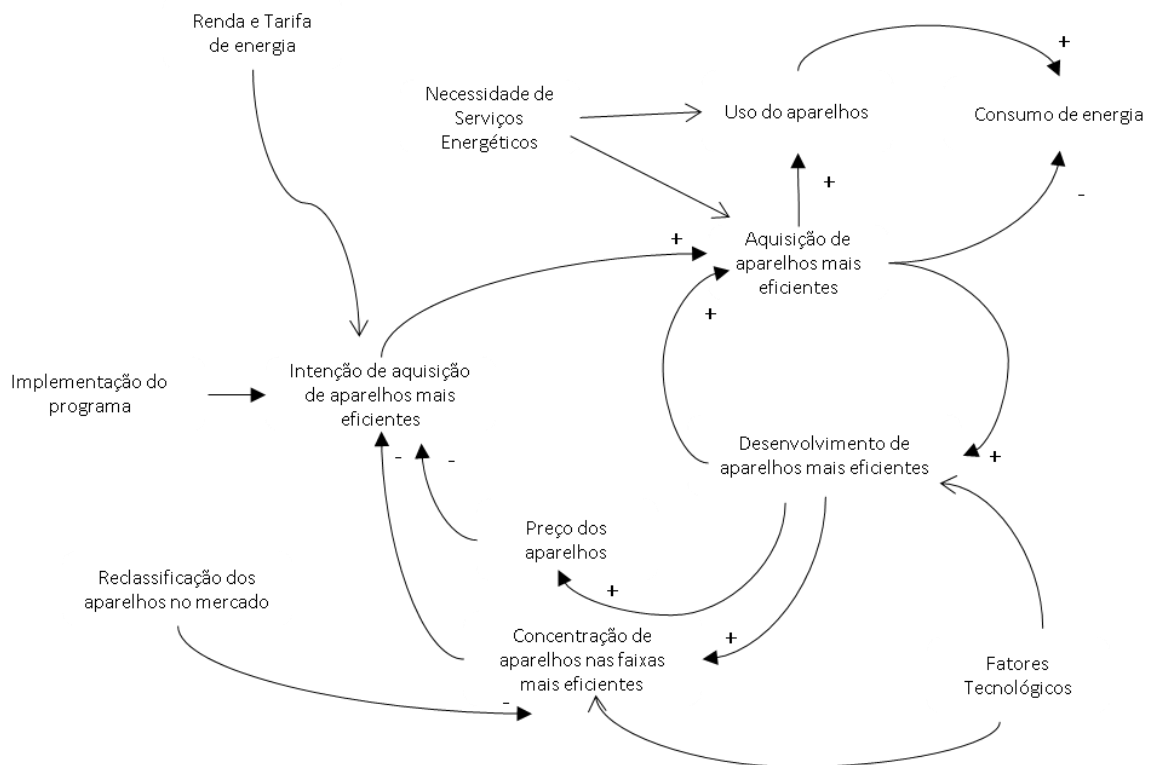 Renda e Tarifa
de energia
+
Necessidade de
Serviços
Energéticos
Uso do aparelhos
Consumo de energia
+
-
+
Aquisição de
aparelhos mais
eficientes
+
Implementação do
programa
Intenção de aquisição
de aparelhos mais
eficientes
-
-
Desenvolvimento de
aparelhos mais eficientes
+
Preço dos
aparelhos
+
Reclassificação dos
aparelhos no mercado
+
Concentração de
aparelhos nas faixas
mais eficientes
-
Fatores
Tecnológicos